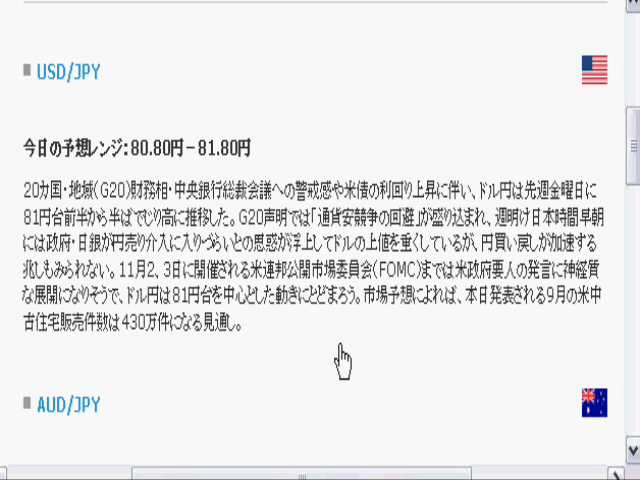 USD/JPY
今日の予想レンジ：80.80円－81.80円
20カ国・地域（G20）財務相・中央銀行総裁会議への警戒感や米債の利回り上昇に伴い、ドル円は先週金曜日に
81円台前半から半ばでじり高に推移した。G20声明では「通貨安競争の回避」が盛り込まれ、週明け日本時間早朝
には政府・日銀が円売り介入に入りづらいとの思惑が浮上してドルの上値を重くしているが、円買い戻しが加速する
兆しもみられない。11月2、3日に開催される米連邦公開市場委員会（FOMC）までは米政府要人の発言に神経質
な展開になりそうで、ドル円は81円台を中心とした動きにとどまろう。市場予想によれば、本日発表される9月の米中
古住宅販売件数は430万件になる見通し。
AUD/JPY